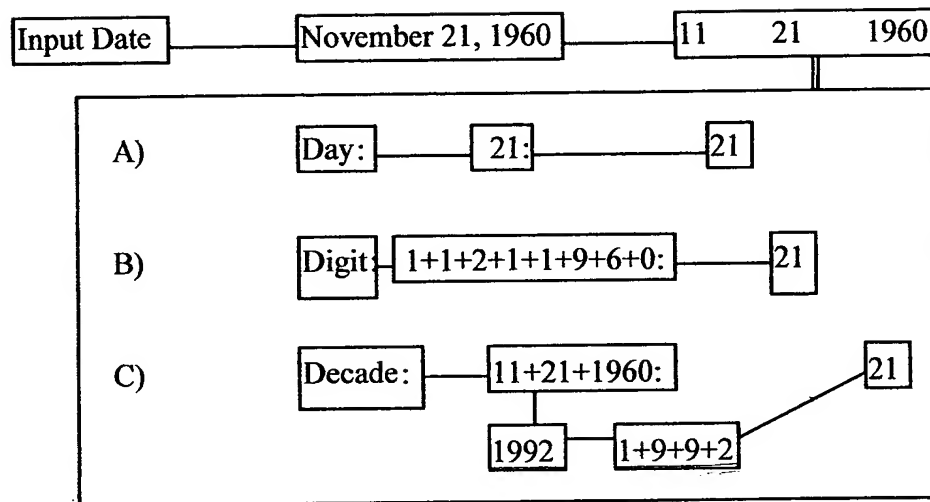 Input Date November 21, 1960 11 21 1960
A) Day: 21: 21
B) Digit: 1+1+2+1+1+9+6+0: 21
C) Decade: 11+21+1960: 21
1992 1+9+9+2